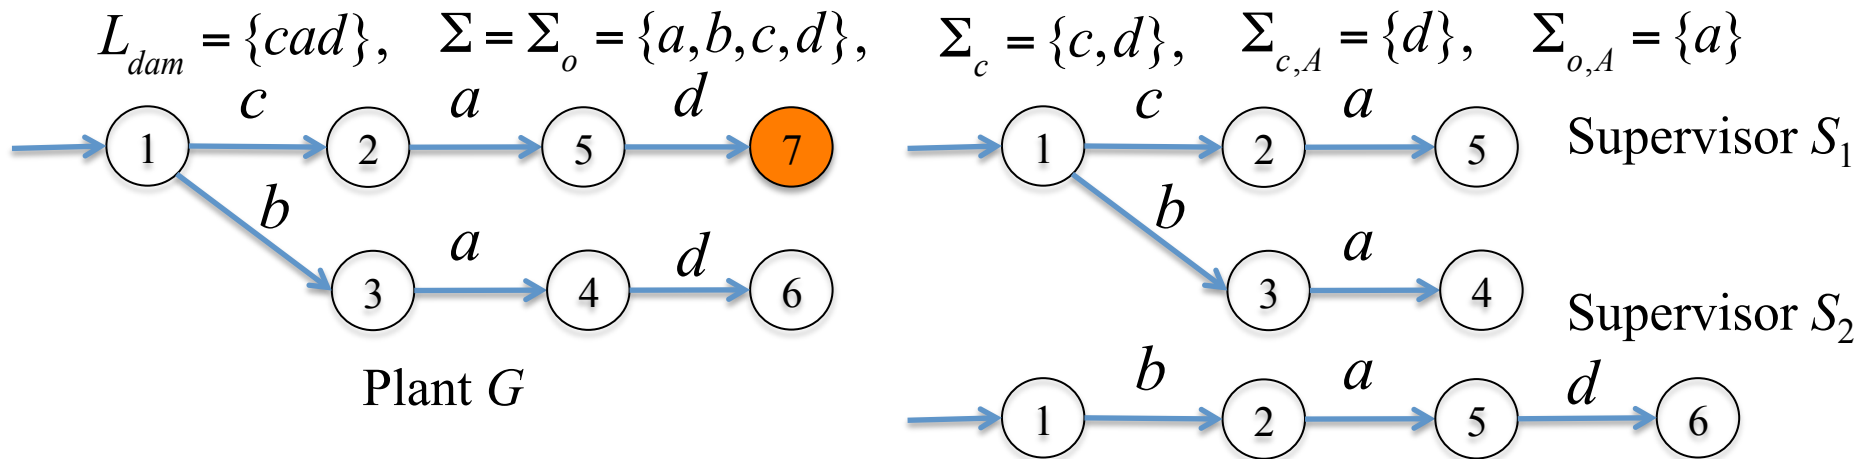 L_dam = {cad}, Σ = Σ_o = {a,b,c,d}, Σ_c = {c,d}, Σ_c,A = {d}, Σ_o,A = {a}
c a d c a
1 2 5 7 1 2 5 Supervisor S_1
b a d b a
3 4 6 3 4 Supervisor S_2
Plant G
b a d
1 2 5 6